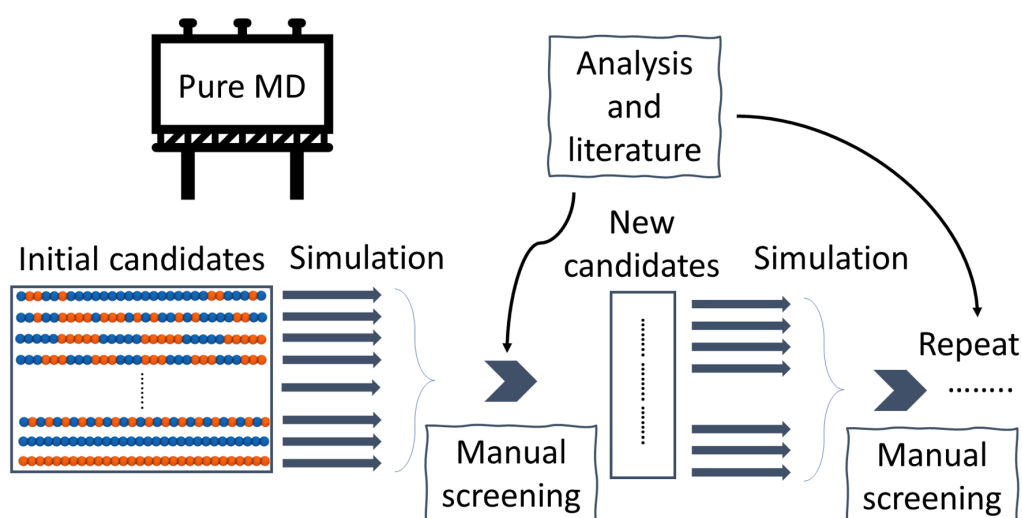 Pure MD
Analysis
and
literature
Initial candidates
Simulation
New
candidates
Simulation
Repeat
........
Manual
screening
Manual
screening